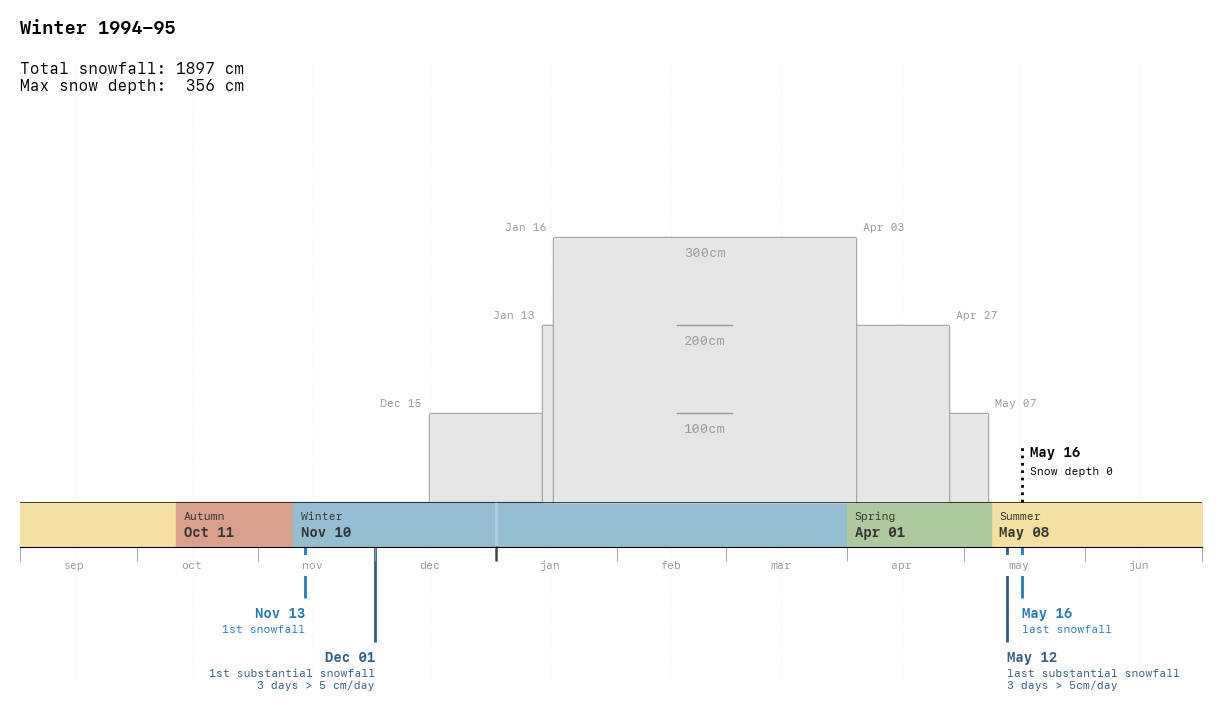 Winter 1994–95
Total snowfall: 1897 cm
Max snow depth:  356 cm
Jan 16
Apr 03
300cm
Jan 13
Apr 27
200cm
Dec 15
May 07
100cm
May 16
Snow depth 0
Autumn
Oct 11
Winter
Nov 10
Spring
Apr 01
Summer
May 08
sep
oct
nov
dec
jan
feb
mar
apr
may
jun
Nov 13
1st snowfall
May 16
last snowfall
Dec 01
1st substantial snowfall
3 days > 5 cm/day
May 12
last substantial snowfall
3 days > 5cm/day